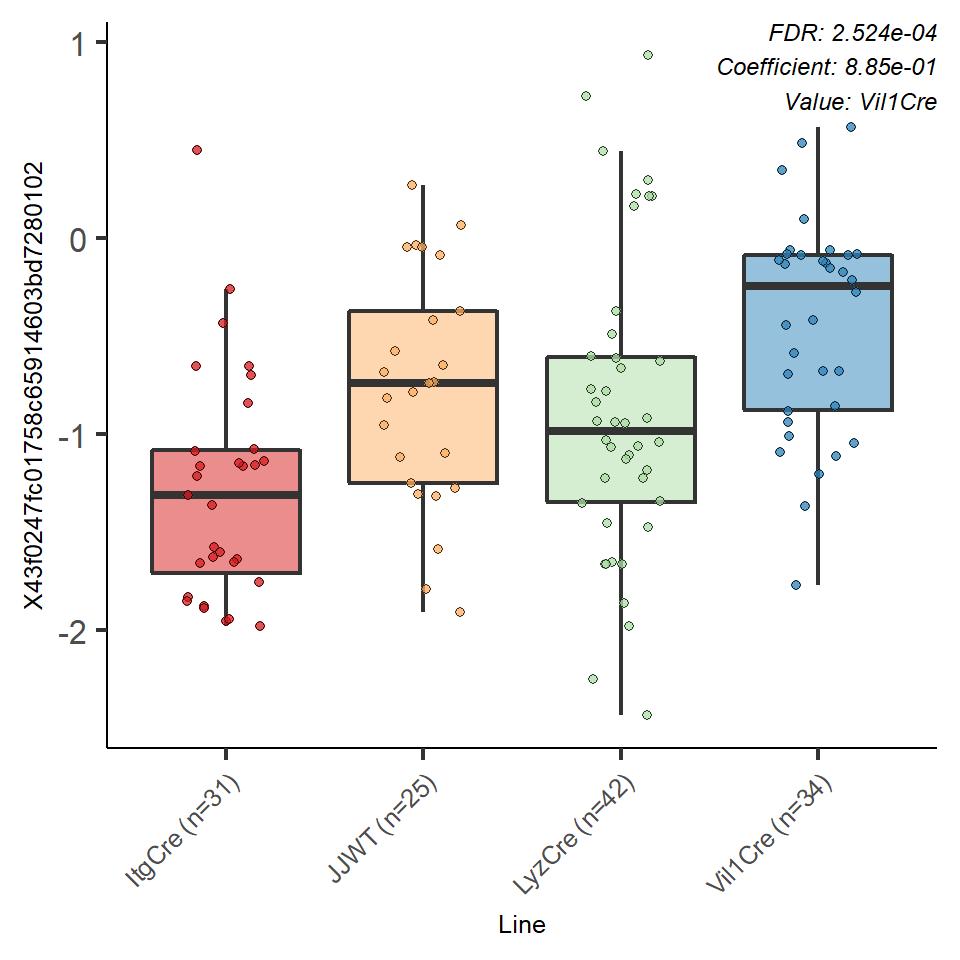 FDR: 2.524e-04
Coefficient: 8.85e-01
Value: Vil1Cre
X43f0247fc01758c65914603bd7280102
1
0
-1
-2
ItgCre (n=31)
JJWT (n=25)
LyzCre (n=42)
Vil1Cre (n=34)
Line